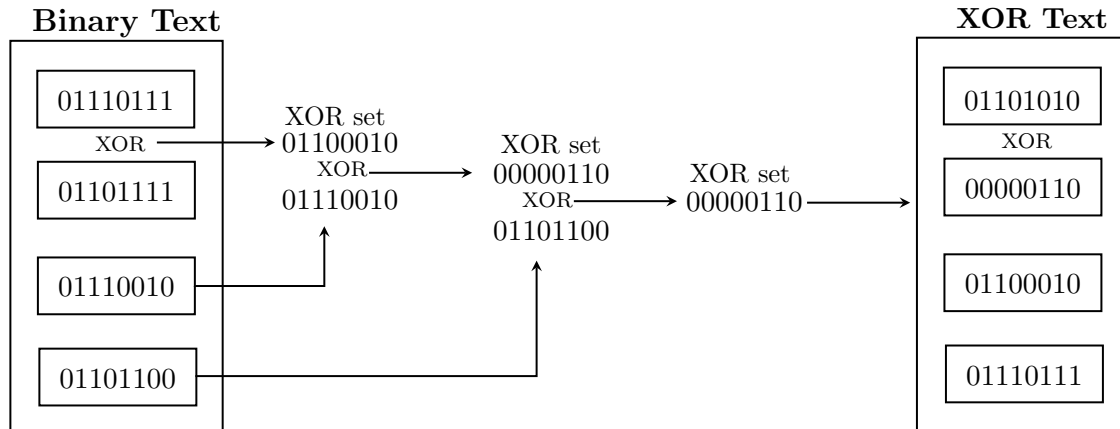 Binary Text
01110111
XOR
01101111
01110010
01101100
XOR set
01100010
XOR
01110010
XOR set
00000110
XOR
01101100
XOR set
00000110
XOR Text
01101010
XOR
00000110
01100010
01110111